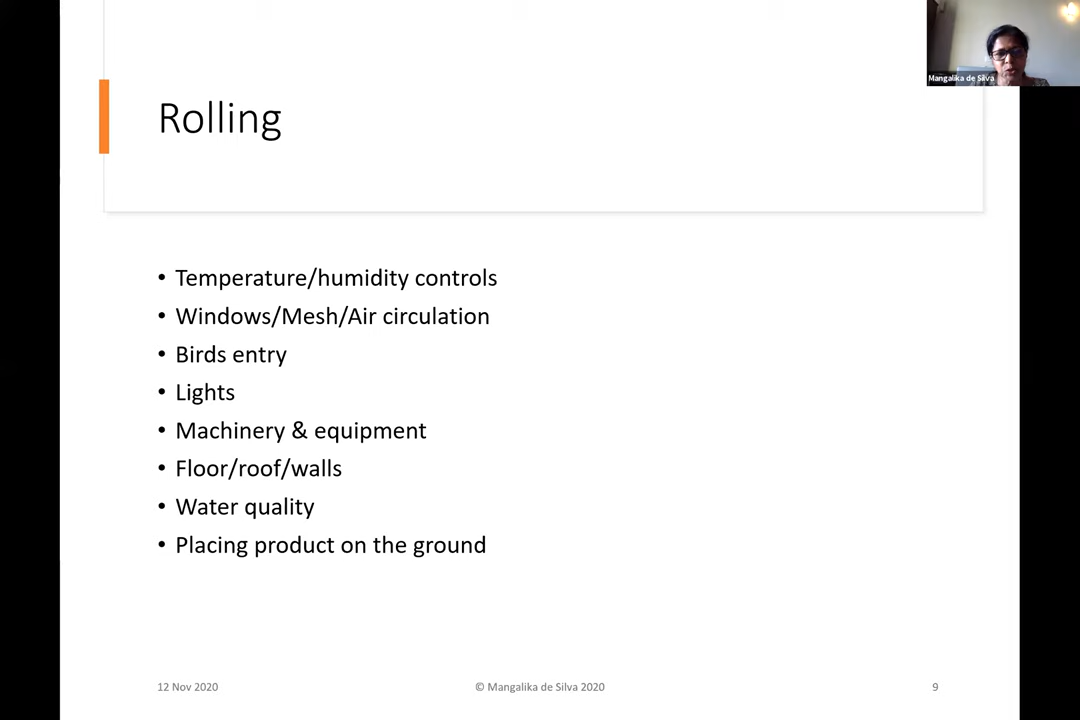 Mangalika de Silva
Rolling
• Temperature/humidity controls
• Windows/Mesh/Air circulation
• Birds entry
• Lights
• Machinery & equipment
• Floor/roof/walls
• Water quality
• Placing product on the ground
12 Nov 2020
© Mangalika de Silva 2020
9